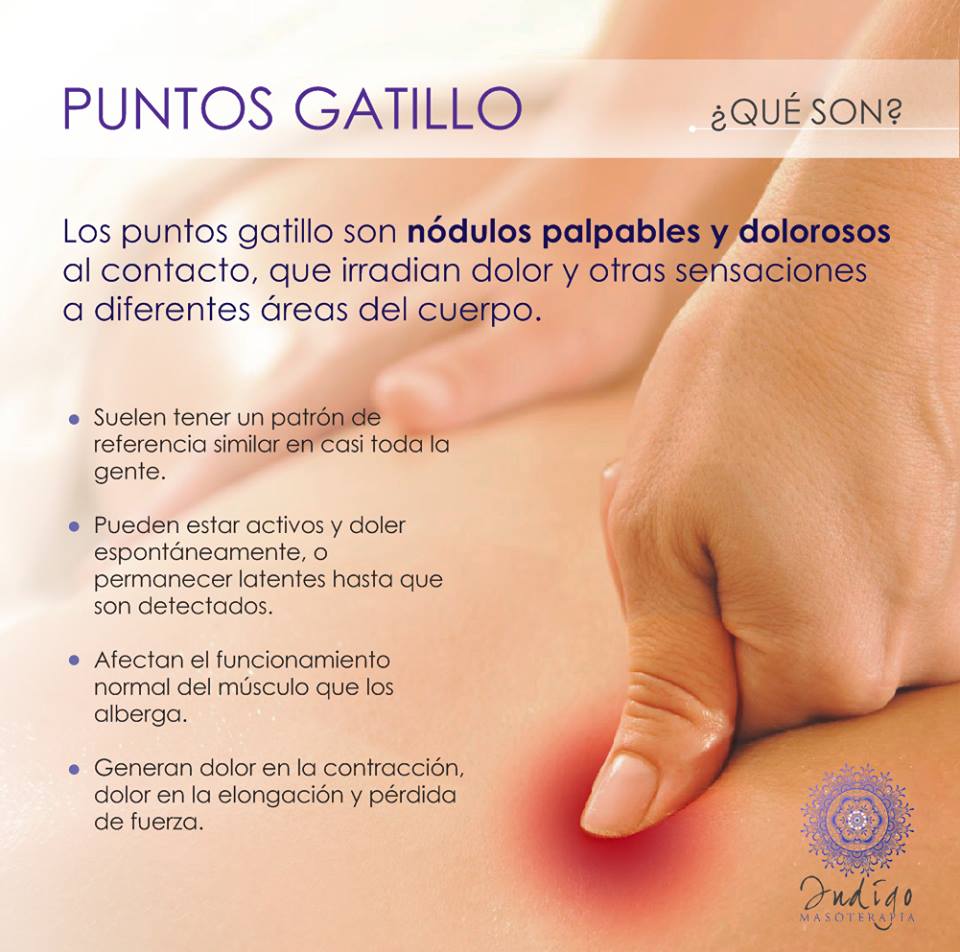 PUNTOS GATILLO
¿QUÉ SON?
Los puntos gatillo son nódulos palpables y dolorosos
al contacto, que irradian dolor y otras sensaciones
a diferentes áreas del cuerpo.
• Suelen tener un patrón de
referencia similar en casi toda la
gente.
• Pueden estar activos y doler
espontáneamente, o
permanecer latentes hasta que
son detectados.
• Afectan el funcionamiento
normal del músculo que los
alberga.
• Generan dolor en la contracción,
dolor en la elongación y pérdida
de fuerza.
Indigo
MASOTERAPIA